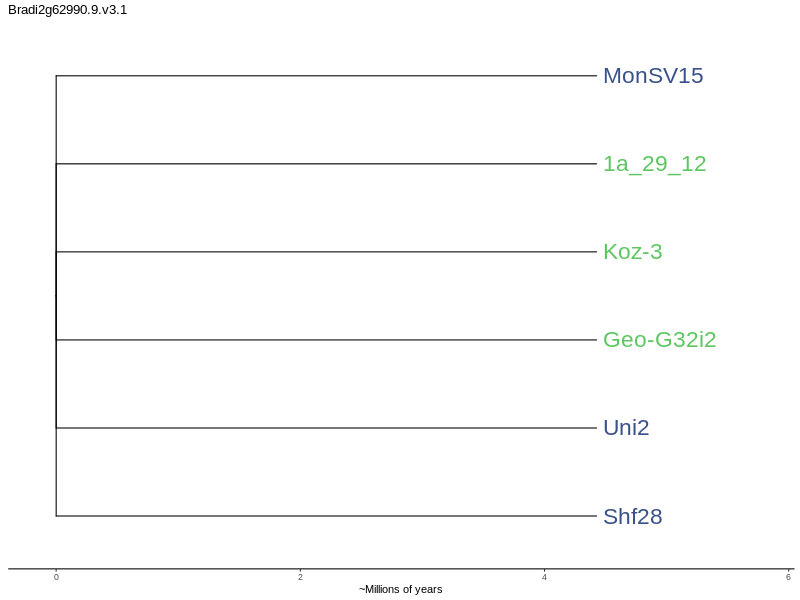 Bradi2g62990.9.v3.1
MonSV15
1a_29_12
Koz-3
Geo-G32i2
Uni2
Shf28
0 2 4 6
~Millions of years